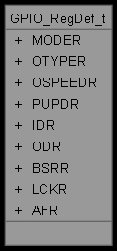 GPIO_RegDef_t
+ MODER
+ OTYPER
+ OSPEEDR
+ PUPDR
+ IDR
+ ODR
+ BSRR
+ LCKR
+ AFR